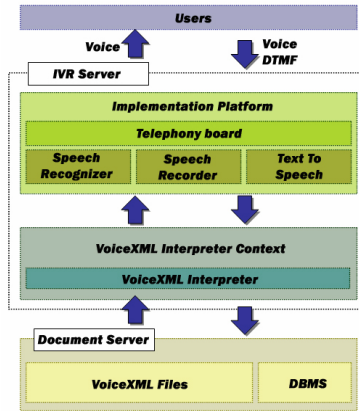 Users
Voice
Voice
DTMF
IVR Server
Implementation Platform
Telephony board
Speech
Recognizer
Speech
Recorder
Text To
Speech
VoiceXML Interpreter Context
VoiceXML Interpreter
Document Server
VoiceXML Files
DBMS